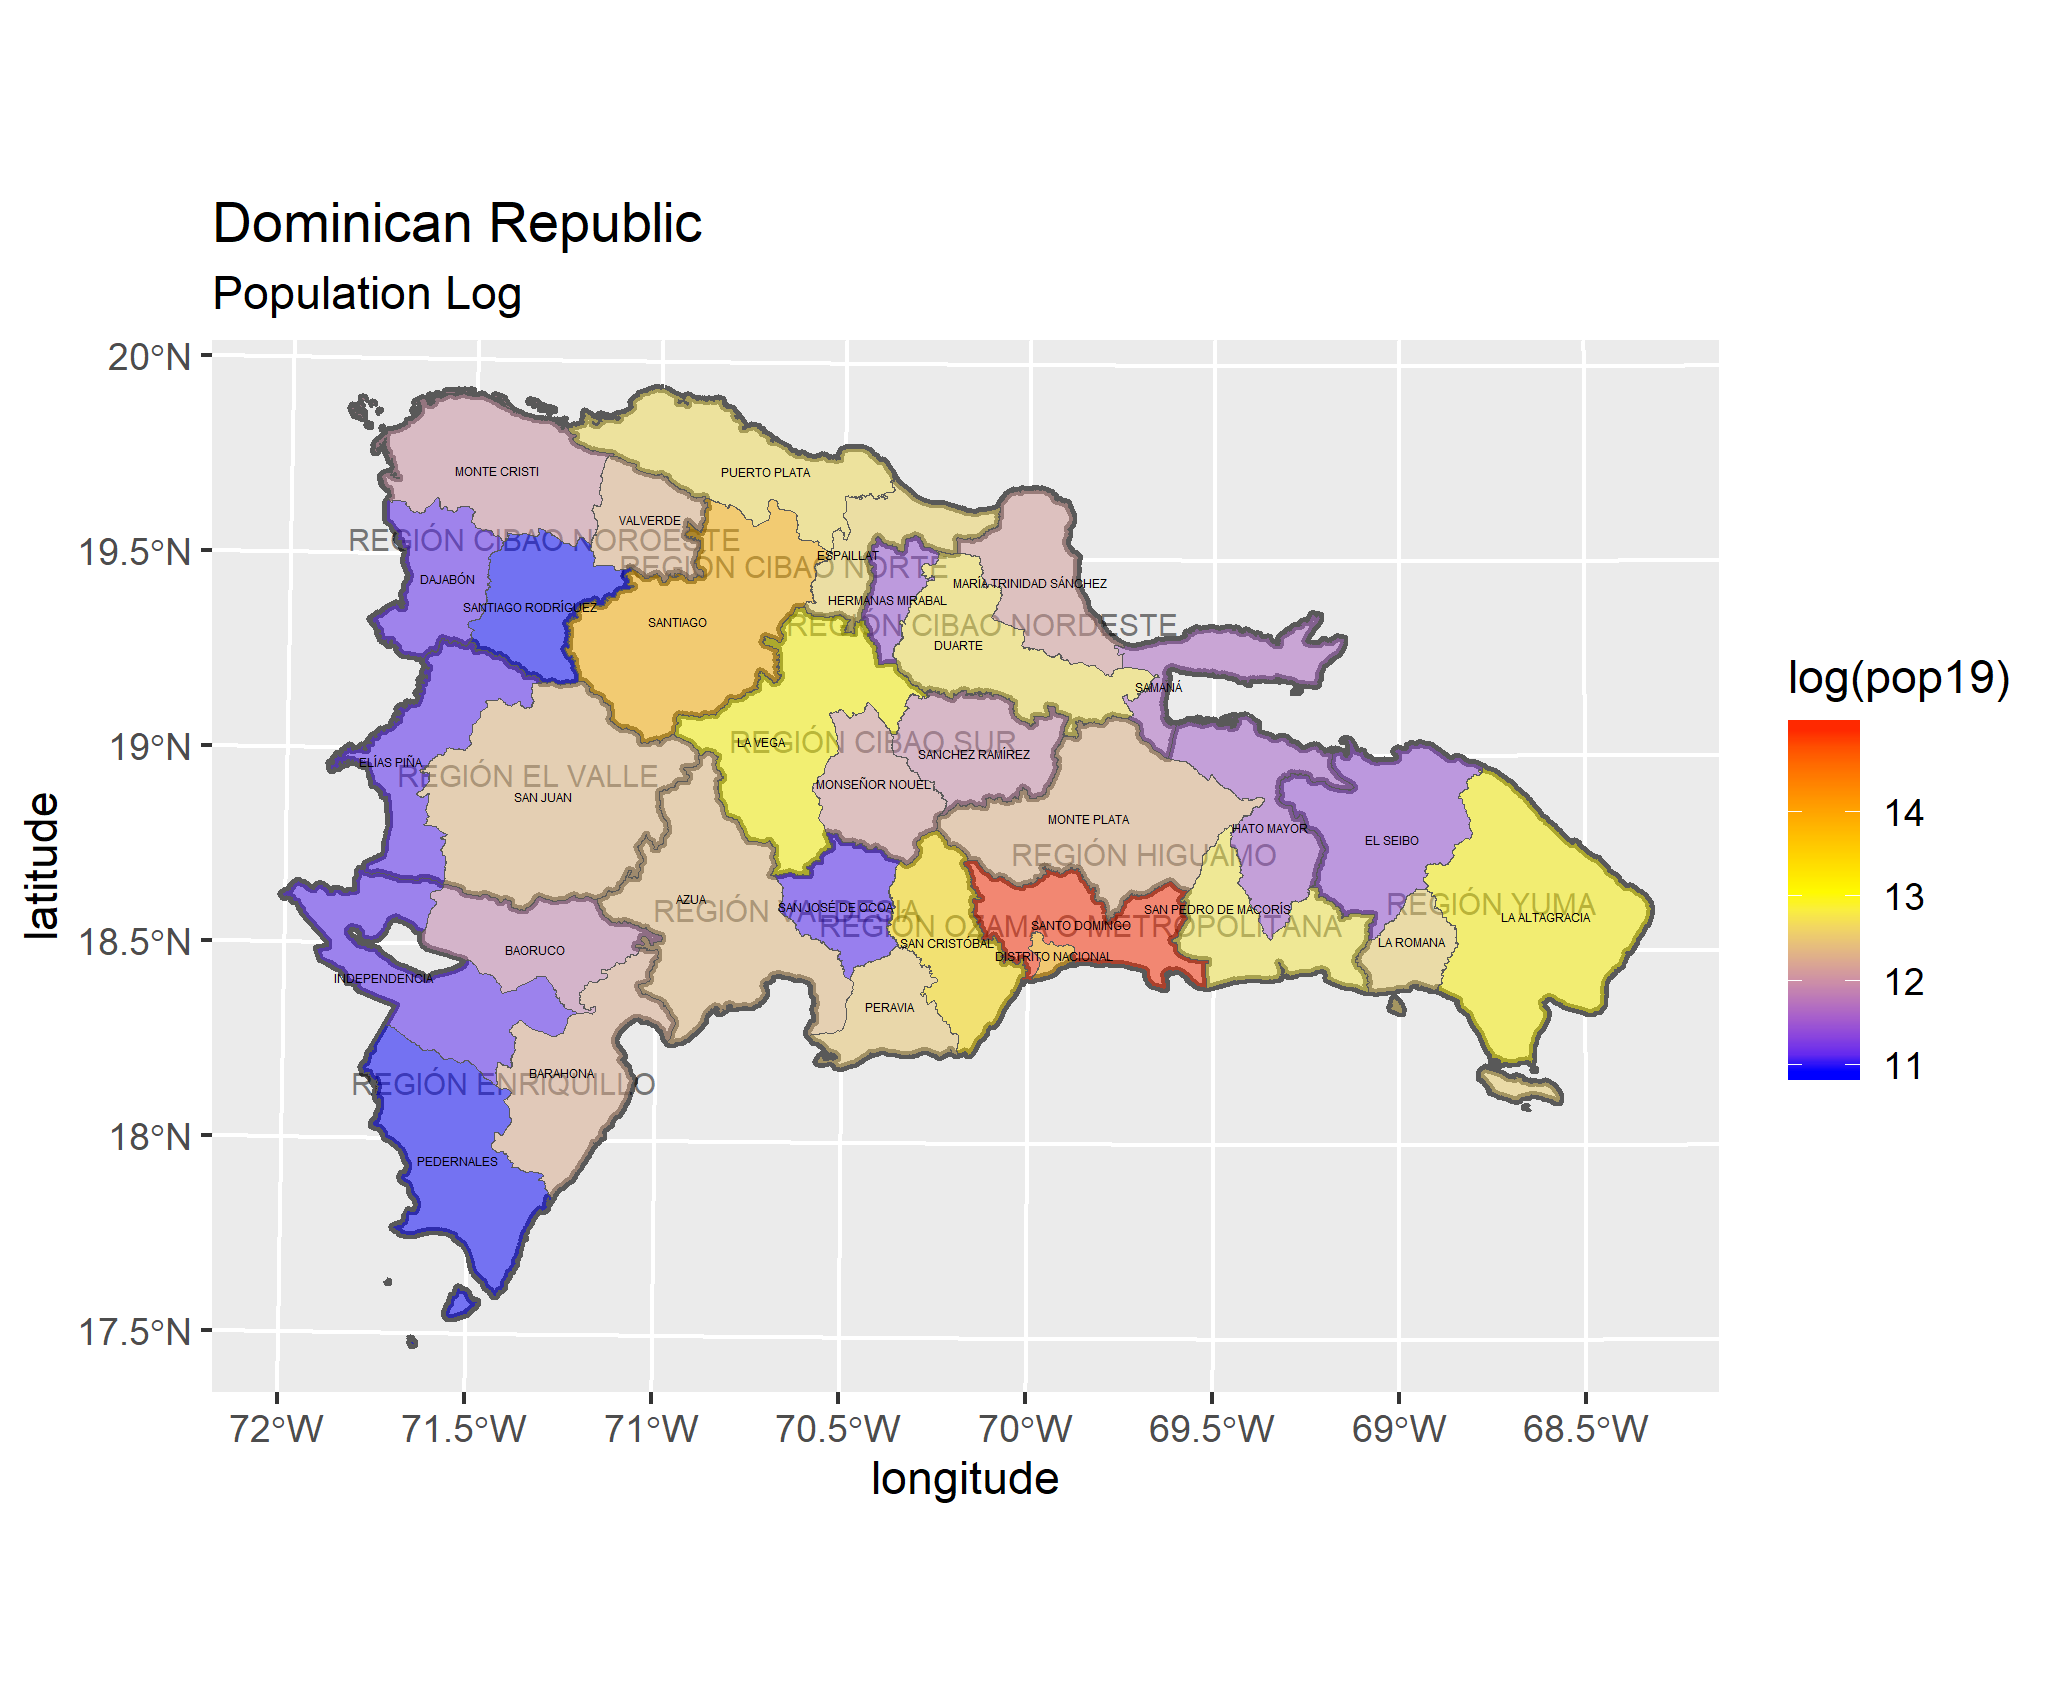 Dominican Republic
Population Log
20°N
19.5°N
19°N
18.5°N
18°N
17.5°N
latitude
MONTE CRISTI
PUERTO PLATA
VALVERDE
REGIÓN CIBAO NOROESTE
ESPAILLAT
REGIÓN CIBAO NORTE
DAJABÓN
MARÍA TRINIDAD SÁNCHEZ
SANTIAGO RODRÍGUEZ
HERMANAS MIRABAL
SANTIAGO
REGIÓN CIBAO NORDESTE
DUARTE
SAMANÁ
LA VEGA
REGIÓN CIBAO SUR
SANCHEZ RAMÍREZ
ELÍAS PIÑA
REGIÓN EL VALLE
SAN JUAN
MONSEÑOR NOUEL
MONTE PLATA
HATO MAYOR
EL SEIBO
REGIÓN HIGUAMO
AZUA
REGIÓN VALDESIA
SAN JOSÉ DE OCOA
SAN PEDRO DE MACORÍS
REGIÓN YUMA
LA ALTAGRACIA
REGIÓN OZAMA O METROPOLITANA
SANTO DOMINGO
SAN CRISTÓBAL
LA ROMANA
BAORUCO
DISTRITO NACIONAL
INDEPENDENCIA
PERAVIA
BARAHONA
REGIÓN ENRIQUILLO
PEDERNALES
72°W
71.5°W
71°W
70.5°W
70°W
69.5°W
69°W
68.5°W
longitude
log(pop19)
14
13
12
11